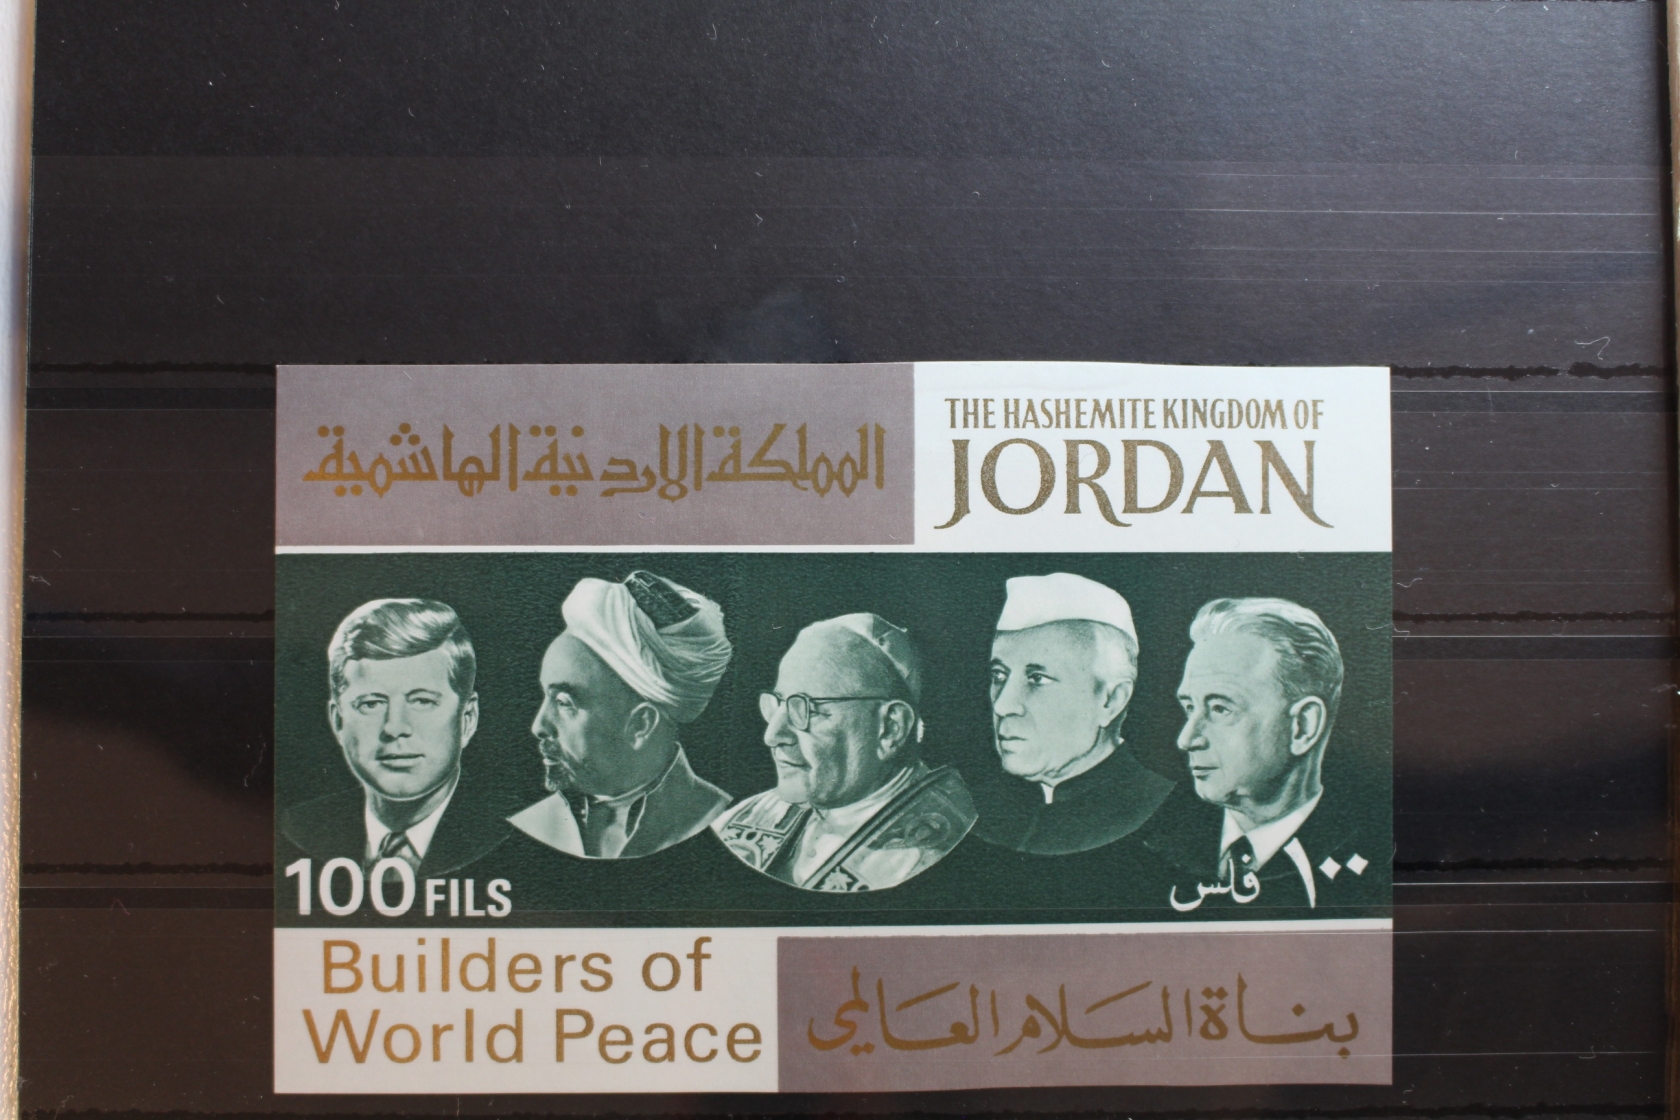 المملكة الاردنية الهاشمية
THE HASHEMITE KINGDOM OF
JORDAN
100 FILS
١٠٠ فلس
Builders of
World Peace
بناة السلام العالمي